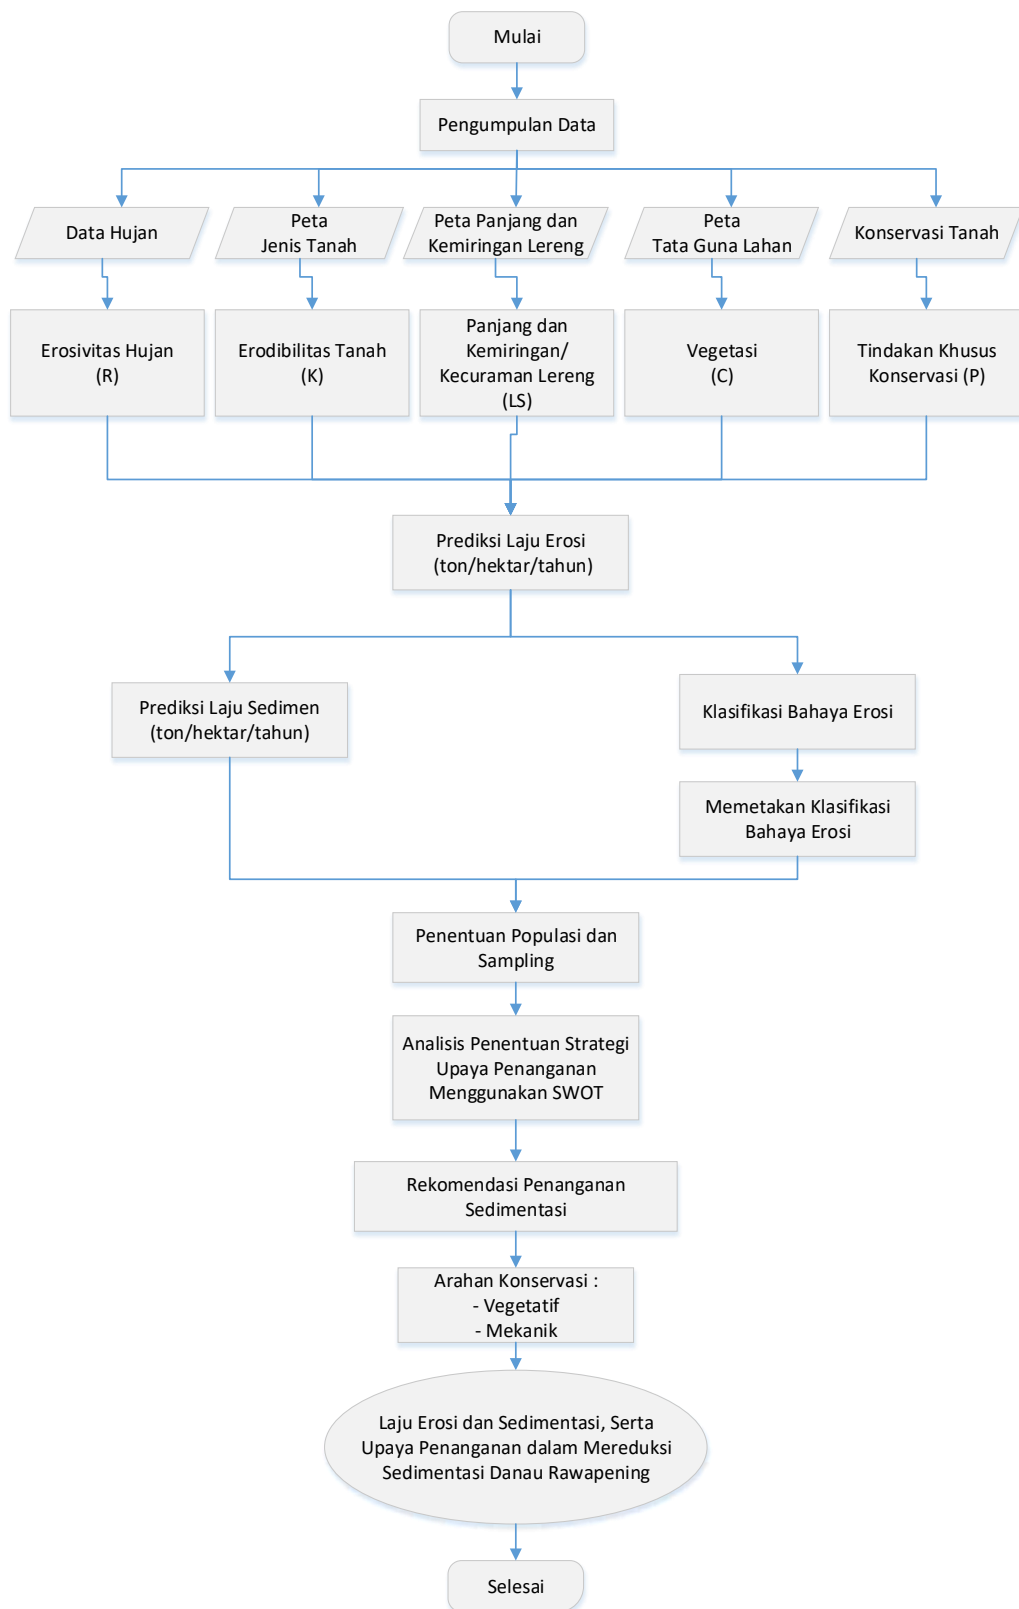 Mulai
Pengumpulan Data
Data Hujan
Peta
Jenis Tanah
Peta Panjang dan
Kemiringan Lereng
Peta
Tata Guna Lahan
Konservasi Tanah
Erosivitas Hujan
(R)
Erodibilitas Tanah
(K)
Panjang dan
Kemiringan/
Kecuraman Lereng
(LS)
Vegetasi
(C)
Tindakan Khusus
Konservasi (P)
Prediksi Laju Erosi
(ton/hektar/tahun)
Prediksi Laju Sedimen
(ton/hektar/tahun)
Klasifikasi Bahaya Erosi
Memetakan Klasifikasi
Bahaya Erosi
Penentuan Populasi dan
Sampling
Analisis Penentuan Strategi
Upaya Penanganan
Menggunakan SWOT
Rekomendasi Penanganan
Sedimentasi
Arahan Konservasi :
- Vegetatif
- Mekanik
Laju Erosi dan Sedimentasi, Serta
Upaya Penanganan dalam Mereduksi
Sedimentasi Danau Rawapening
Selesai